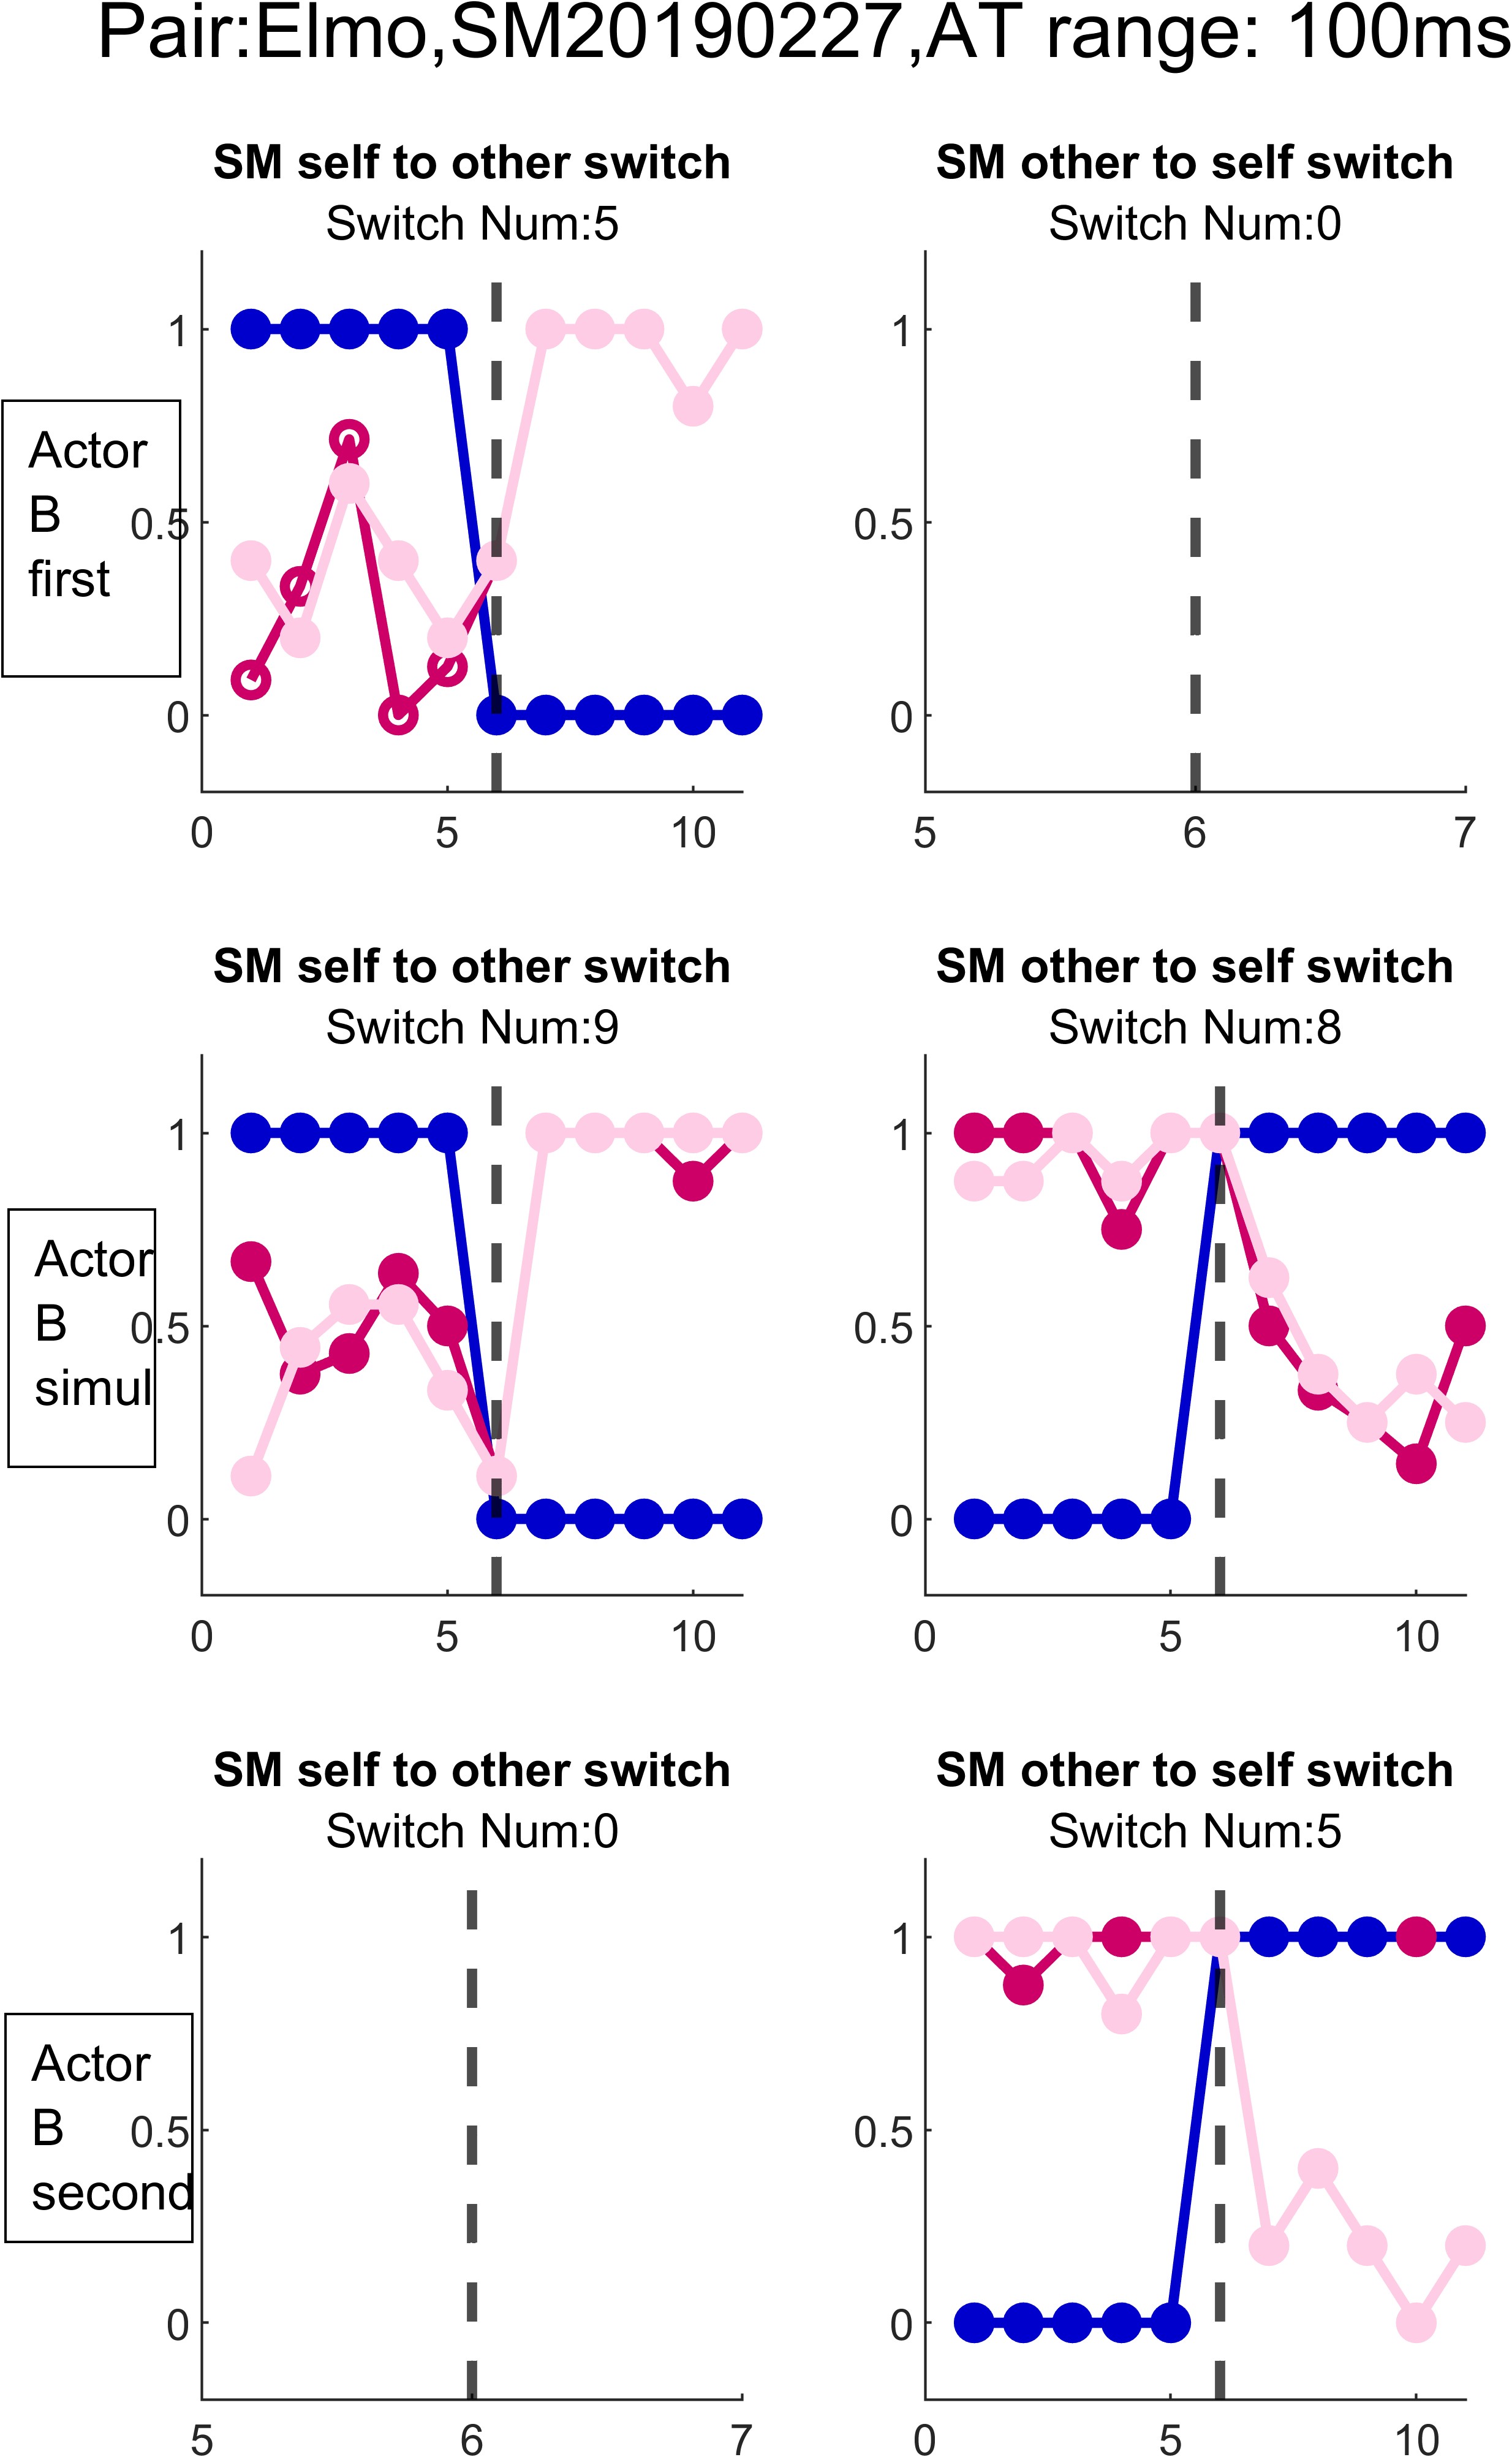 Pair:Elmo,SM20190227,AT range: 100ms
SM self to other switch
Switch Num:5
1
0.5
0
0 5 10
Actor
B
first
SM other to self switch
Switch Num:0
1
0.5
0
5 6 7
SM self to other switch
Switch Num:9
1
0.5
0
0 5 10
Actor
B
simul
SM other to self switch
Switch Num:8
1
0.5
0
0 5 10
SM self to other switch
Switch Num:0
1
0.5
0
5 6 7
Actor
B
second
SM other to self switch
Switch Num:5
1
0.5
0
0 5 10